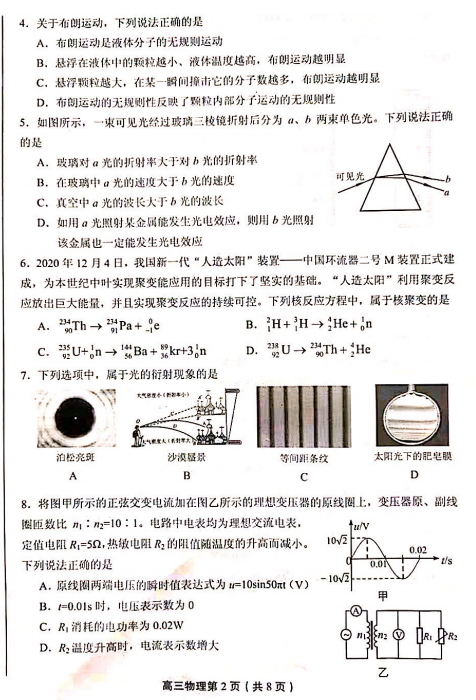 4．关于布朗运动，下列说法正确的是
A．布朗运动是液体分子的无规则运动
B．悬浮在液体中的颗粒越小、液体温度越高，布朗运动越明显
C．悬浮颗粒越大，在某一瞬间撞击它的分子数越多，布朗运动越明显
D．布朗运动的无规则性反映了颗粒内部分子运动的无规则性
5．如图所示，一束可见光经过玻璃三棱镜折射后分为 a、b 两束单色光。下列说法正确
的是
A．玻璃对 a 光的折射率大于对 b 光的折射率
B．在玻璃中 a 光的速度大于 b 光的速度
C．真空中 a 光的波长大于 b 光的波长
D．如用 a 光照射某金属能发生光电效应，则用 b 光照射
该金属也一定能发生光电效应
可见光
b
a
6．2020 年 12 月 4 日，我国新一代“人造太阳”装置——中国环流器二号 M 装置正式建
成，为本世纪中叶实现聚变能应用的目标打下了坚实的基础。“人造太阳”利用聚变反
应放出巨大能量，并且实现聚变反应的持续可控。下列核反应方程中，属于核聚变的是
A．²³⁴₉₀Th→²³⁴₉₁Pa+⁰₋₁e B．²₁H+³₁H→⁴₂He+¹₀n
C．²³⁵₉₂U+¹₀n→¹⁴⁴₅₆Ba+⁸⁹₃₆kr+3¹₀n D．²³⁸₉₂U→²³⁴₉₀Th+⁴₂He
7．下列选项中，属于光的衍射现象的是
大气密度小（折射率小）
大气密度大（折射率大）
泊松亮斑 沙漠蜃景 等间距条纹 太阳光下的肥皂膜
A B C D
8．将图甲所示的正弦交变电流加在图乙所示的理想变压器的原线圈上，变压器原、副线
圈匝数比 n₁：n₂=10：1。电路中电表均为理想交流电表，
定值电阻 R₁=5Ω，热敏电阻 R₂ 的阻值随温度的升高而减小。
下列说法正确的是
A．原线圈两端电压的瞬时值表达式为 u=10sin50πt（V）
B．t=0.01s 时，电压表示数为 0
C．R₁ 消耗的电功率为 0.02W
D．R₂ 温度升高时，电流表示数增大
u/V
10√2
0
0.01
0.02
t/s
-10√2
甲
A
n₁
n₂
V
R₁
R₂
乙
高三物理第 2 页（共 8 页）